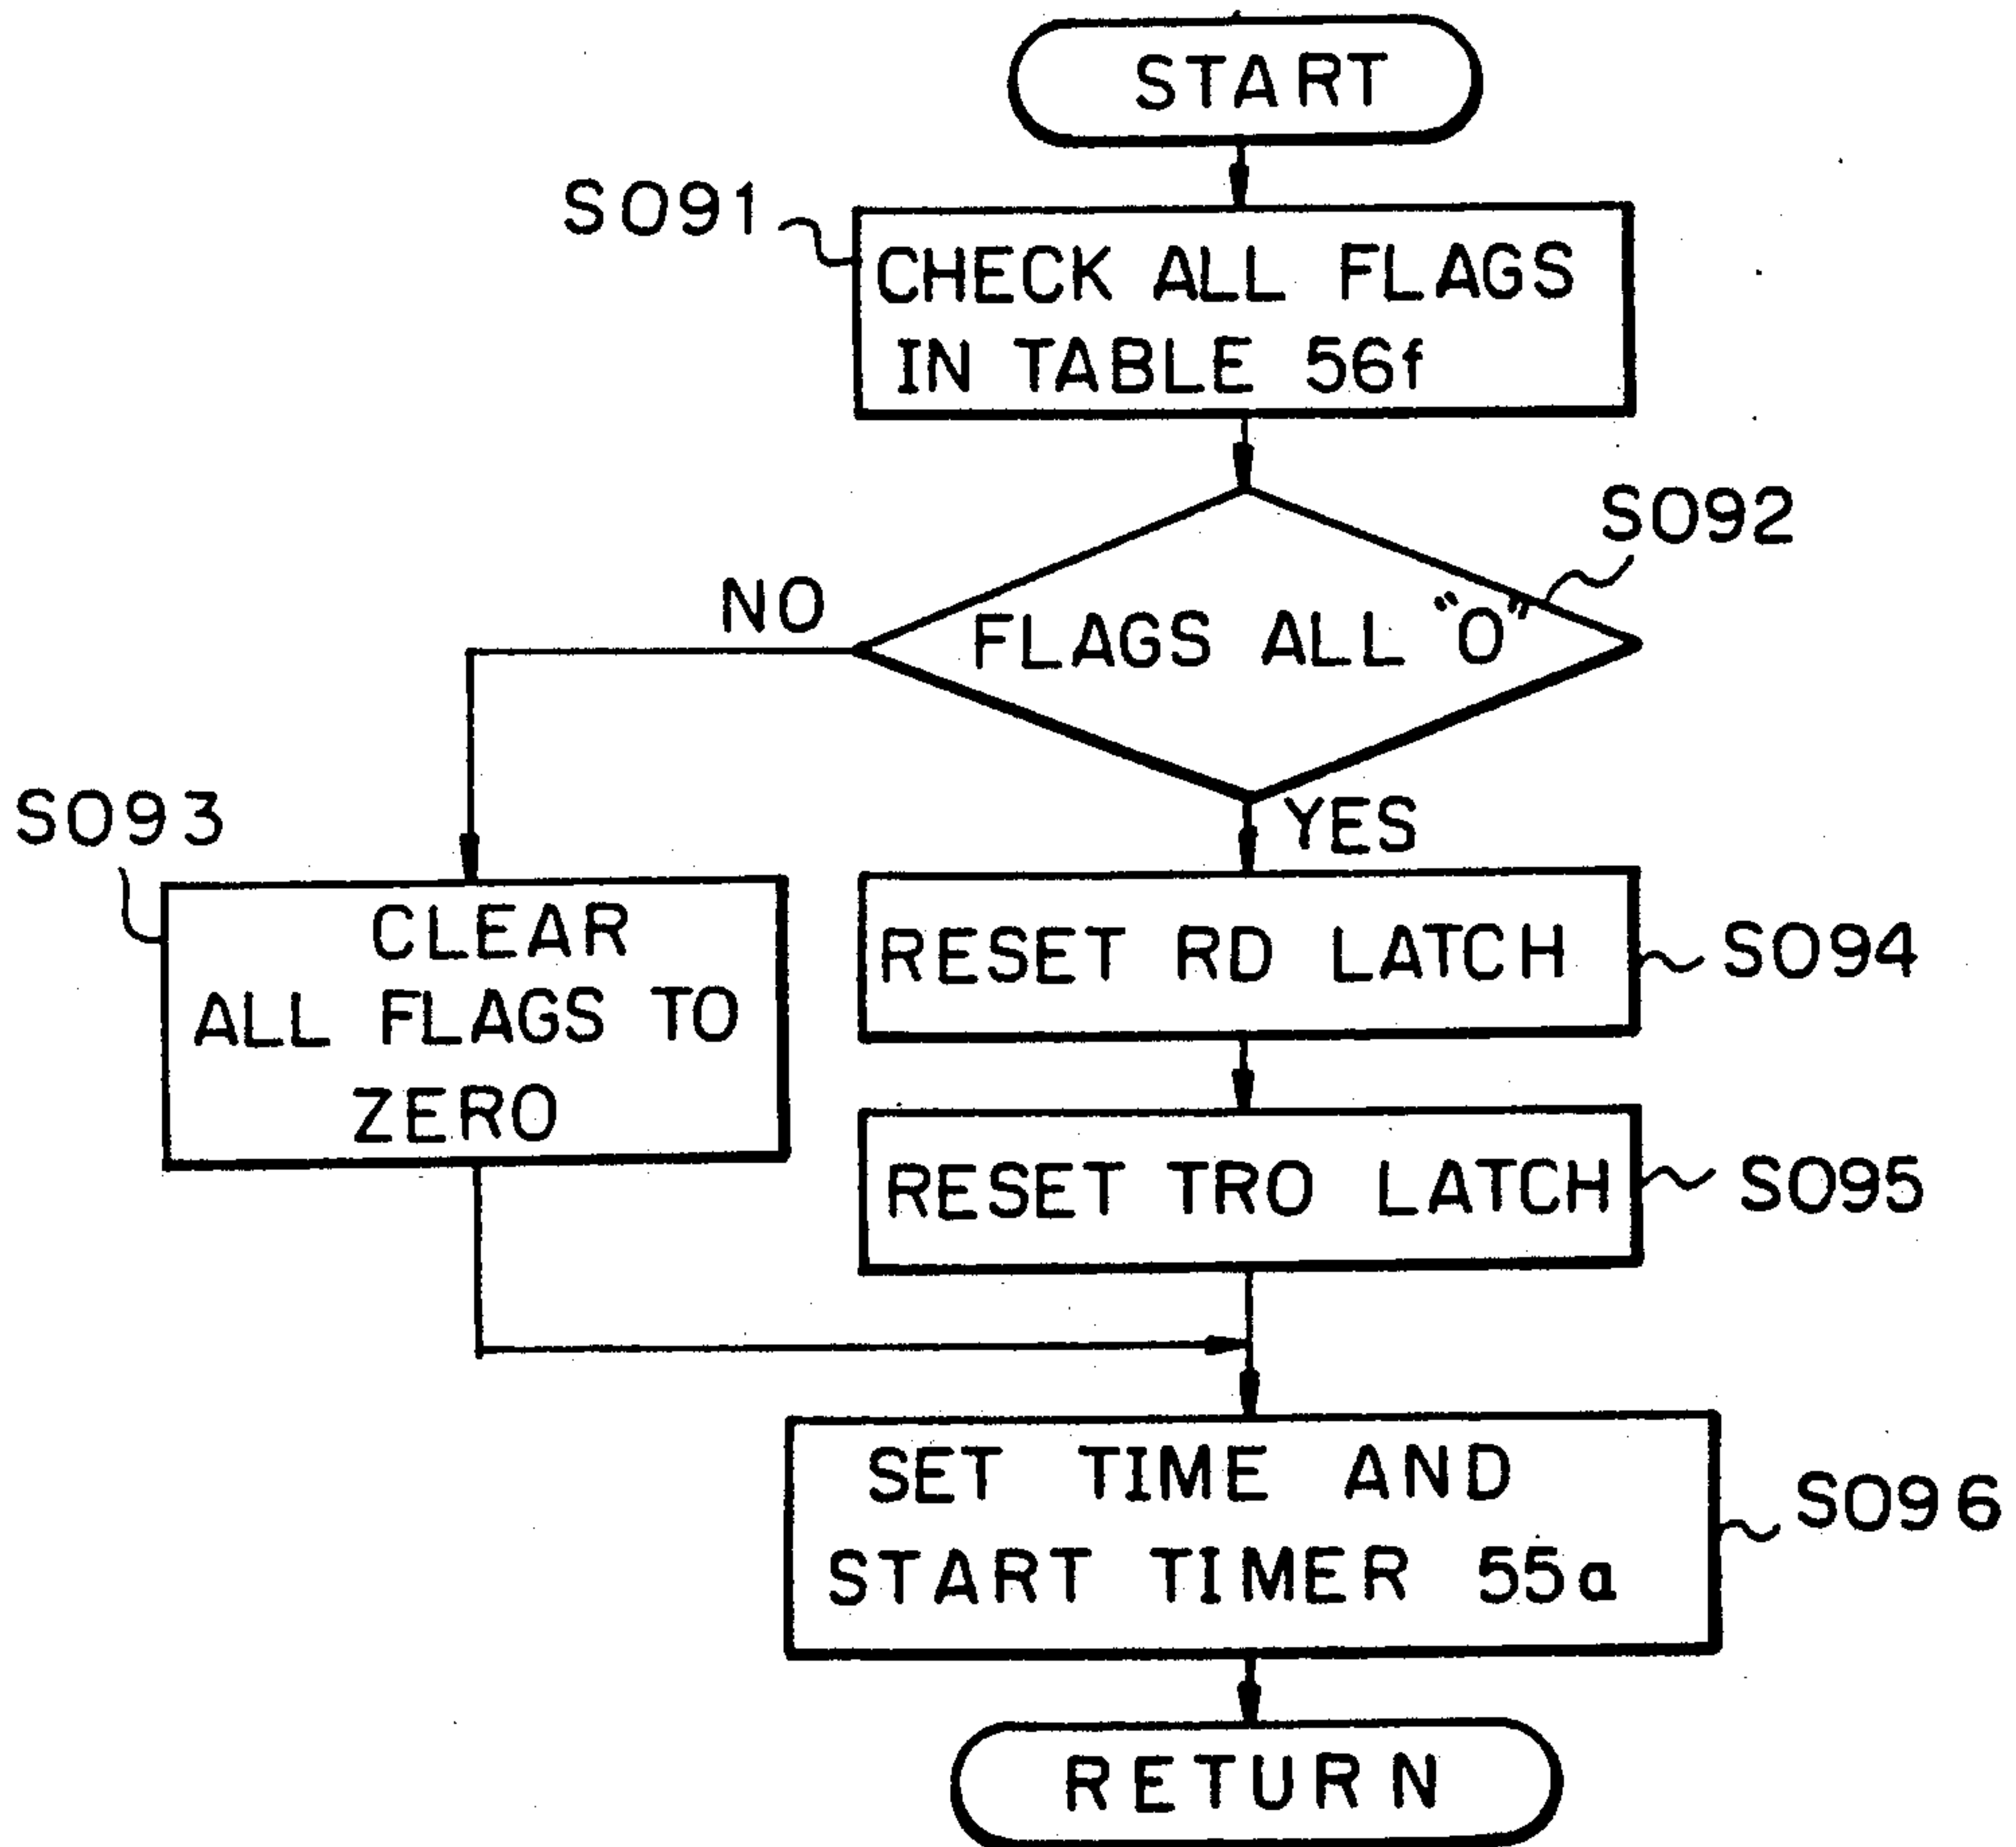 START
S091
CHECK ALL FLAGS
IN TABLE 56f
S092
NO
FLAGS ALL "0"
YES
S093
CLEAR
ALL FLAGS TO
ZERO
RESET RD LATCH
S094
RESET TRO LATCH
S095
SET TIME AND
START TIMER 55a
S096
RETURN